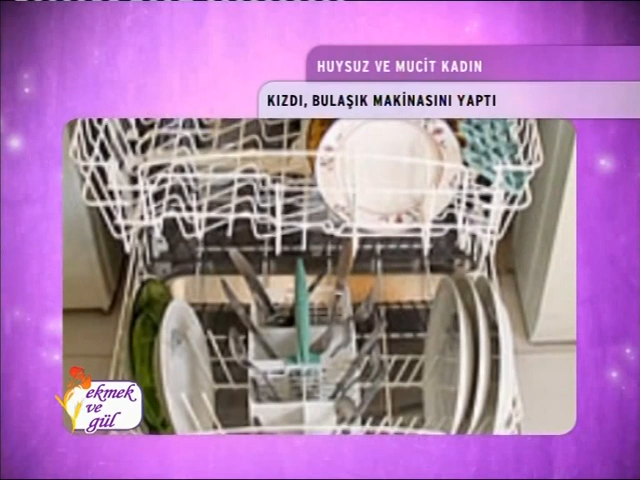 HUYSUZ VE MUCİT KADIN
KIZDI, BULAŞIK MAKİNASINI YAPTI
ekmek
ve
gül